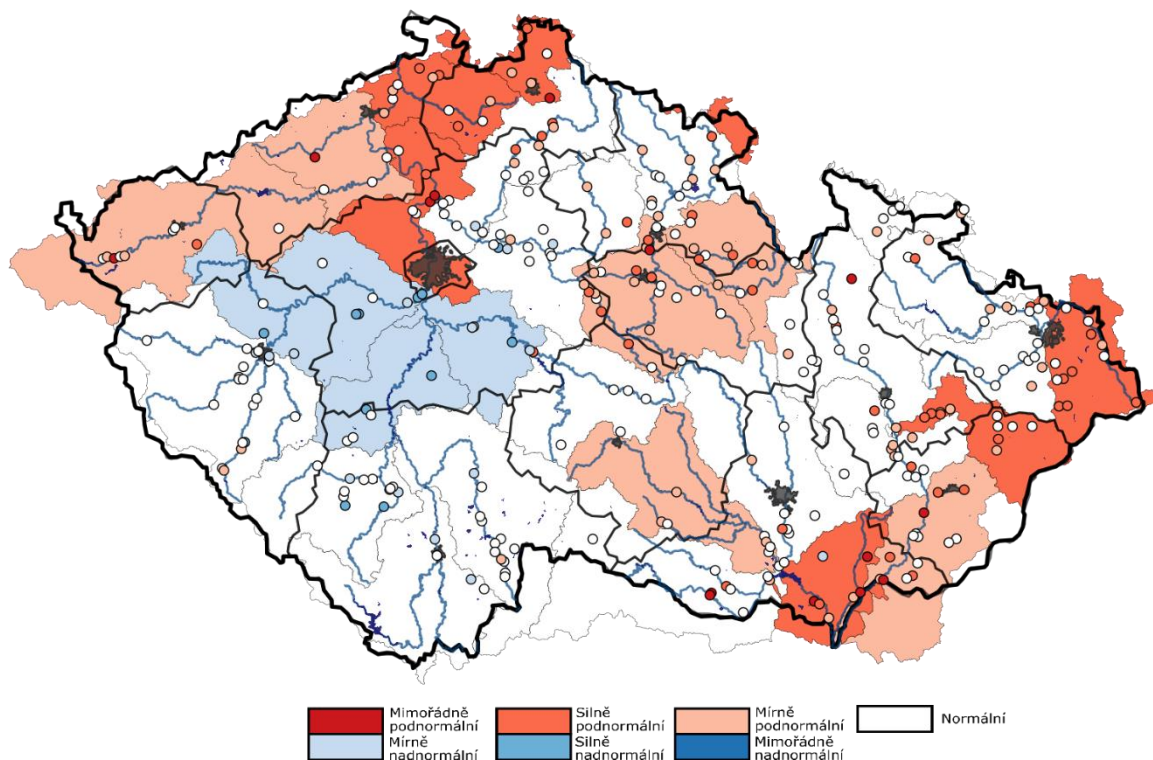 Mimořádně
podnormální
Silně
podnormální
Mírně
podnormální
Normální
Mírně
nadnormální
Silně
nadnormální
Mimořádně
nadnormální